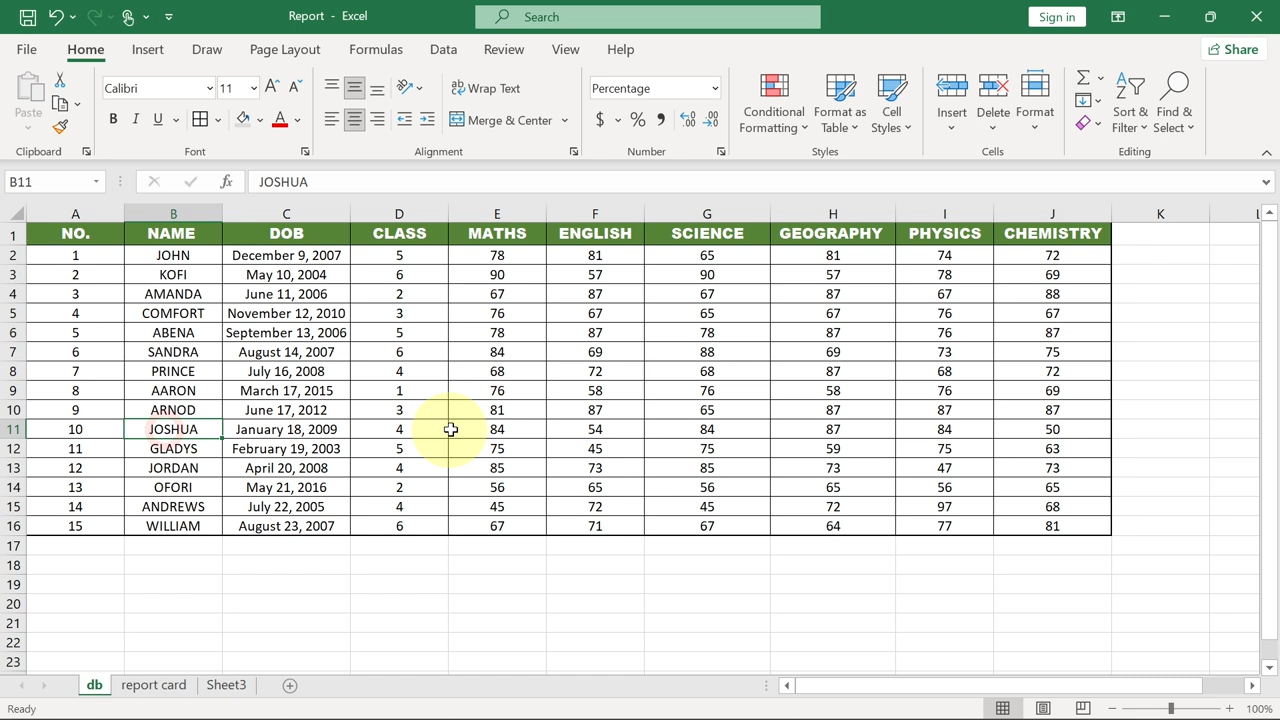 Report - Excel
Search
Sign in
File Home Insert Draw Page Layout Formulas Data Review View Help Share
Paste
Calibri 11 A A
B I U A
ab Wrap Text
Merge & Center
Percentage
$ % 9
Conditional Formatting
Format as Table
Cell Styles
Insert Delete Format
Sort & Filter
Find & Select
Clipboard Font Alignment Number Styles Cells Editing
B11 fx JOSHUA
A B C D E F G H I J K L
1 NO. NAME DOB CLASS MATHS ENGLISH SCIENCE GEOGRAPHY PHYSICS CHEMISTRY
2 1 JOHN December 9, 2007 5 78 81 65 81 74 72
3 2 KOFI May 10, 2004 6 90 57 90 57 78 69
4 3 AMANDA June 11, 2006 2 67 87 67 87 67 88
5 4 COMFORT November 12, 2010 3 76 67 65 67 76 67
6 5 ABENA September 13, 2006 5 78 87 78 87 76 87
7 6 SANDRA August 14, 2007 6 84 69 88 69 73 75
8 7 PRINCE July 16, 2008 4 68 72 68 87 68 72
9 8 AARON March 17, 2015 1 76 58 76 58 76 69
10 9 ARNOD June 17, 2012 3 81 87 65 87 87 87
11 10 JOSHUA January 18, 2009 4 84 54 84 87 84 50
12 11 GLADYS February 19, 2003 5 75 45 75 59 75 63
13 12 JORDAN April 20, 2008 4 85 73 85 73 47 73
14 13 OFORI May 21, 2016 2 56 65 56 65 56 65
15 14 ANDREWS July 22, 2005 4 45 72 45 72 97 68
16 15 WILLIAM August 23, 2007 6 67 71 67 64 77 81
17
18
19
20
21
22
23
db report card Sheet3
Ready 100%